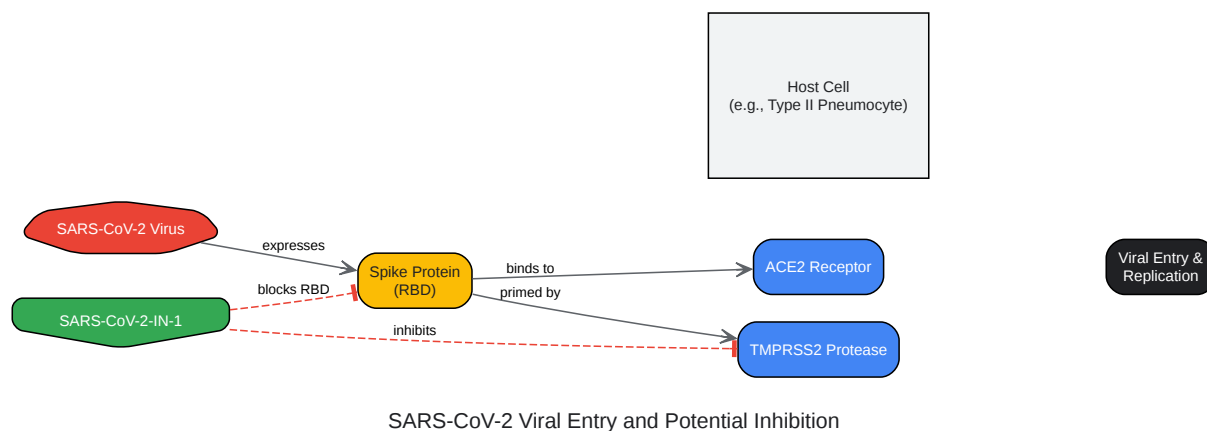 Host Cell
(e.g., Type II Pneumocyte)
SARS-CoV-2 Virus
expresses
Spike Protein
(RBD)
binds to
ACE2 Receptor
Viral Entry &
Replication
blocks RBD
primed by
SARS-CoV-2-IN-1
inhibits
TMPRSS2 Protease
SARS-CoV-2 Viral Entry and Potential Inhibition